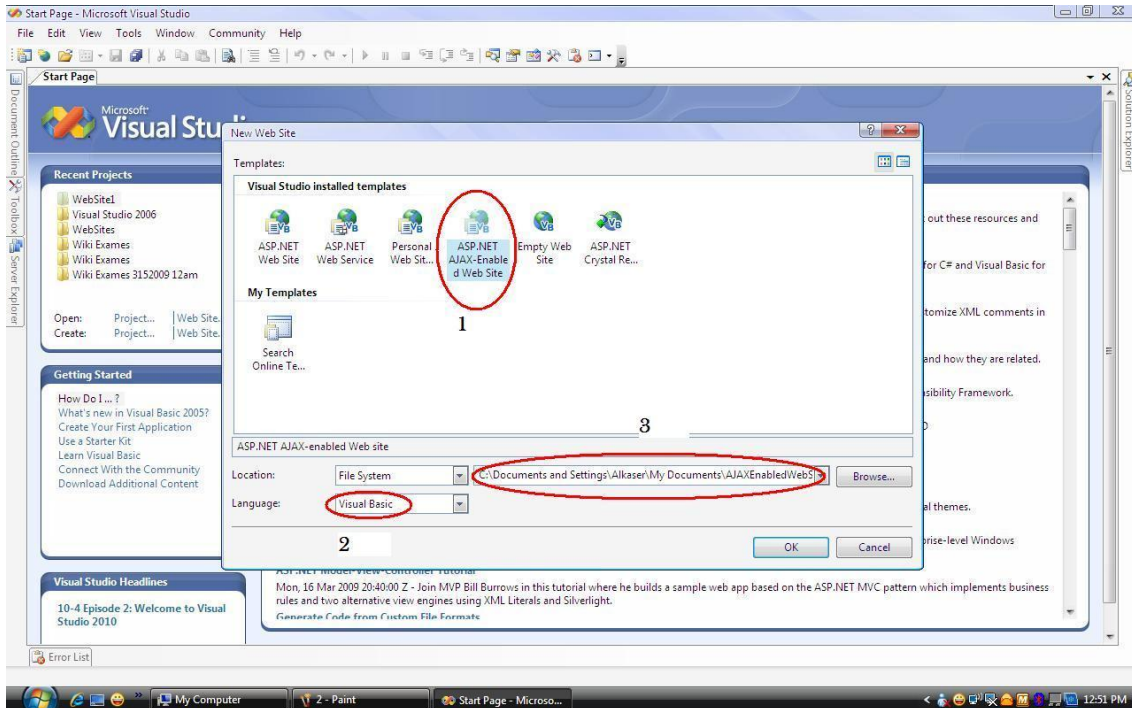 Start Page - Microsoft Visual Studio
File Edit View Tools Window Community Help
Start Page
Document Outline
Toolbox
Server Explorer
Solution Explorer
Microsoft
Visual Stu
Recent Projects
WebSite1
Visual Studio 2006
WebSites
Wiki Exames
Wiki Exames
Wiki Exames 3152009 12am
Open: Project... Web Site.
Create: Project... Web Site.
Getting Started
How Do I ... ?
What's new in Visual Basic 2005?
Create Your First Application
Use a Starter Kit
Learn Visual Basic
Connect With the Community
Download Additional Content
Visual Studio Headlines
10-4 Episode 2: Welcome to Visual
Studio 2010
New Web Site
Templates:
Visual Studio installed templates
ASP.NET Web Site
ASP.NET Web Service
Personal Web Sit...
ASP.NET AJAX-Enable d Web Site
Empty Web Site
ASP.NET Crystal Re...
1
My Templates
Search Online Te...
3
ASP.NET AJAX-enabled Web site
Location: File System C:\Documents and Settings\Alkaser\My Documents\AJAXEnabledWebS Browse...
Language: Visual Basic
2
OK Cancel
out these resources and
for C# and Visual Basic for
tomize XML comments in
and how they are related.
sibility Framework.
al themes.
prise-level Windows
ASP.NET Model-View-Controller Tutorial
Mon, 16 Mar 2009 20:40:00 Z - Join MVP Bill Burrows in this tutorial where he builds a sample web app based on the ASP.NET MVC pattern which implements business
rules and two alternative view engines using XML Literals and Silverlight.
Generate Code from Custom File Formats
Error List
My Computer
2 - Paint
Start Page - Microso...
12:51 PM